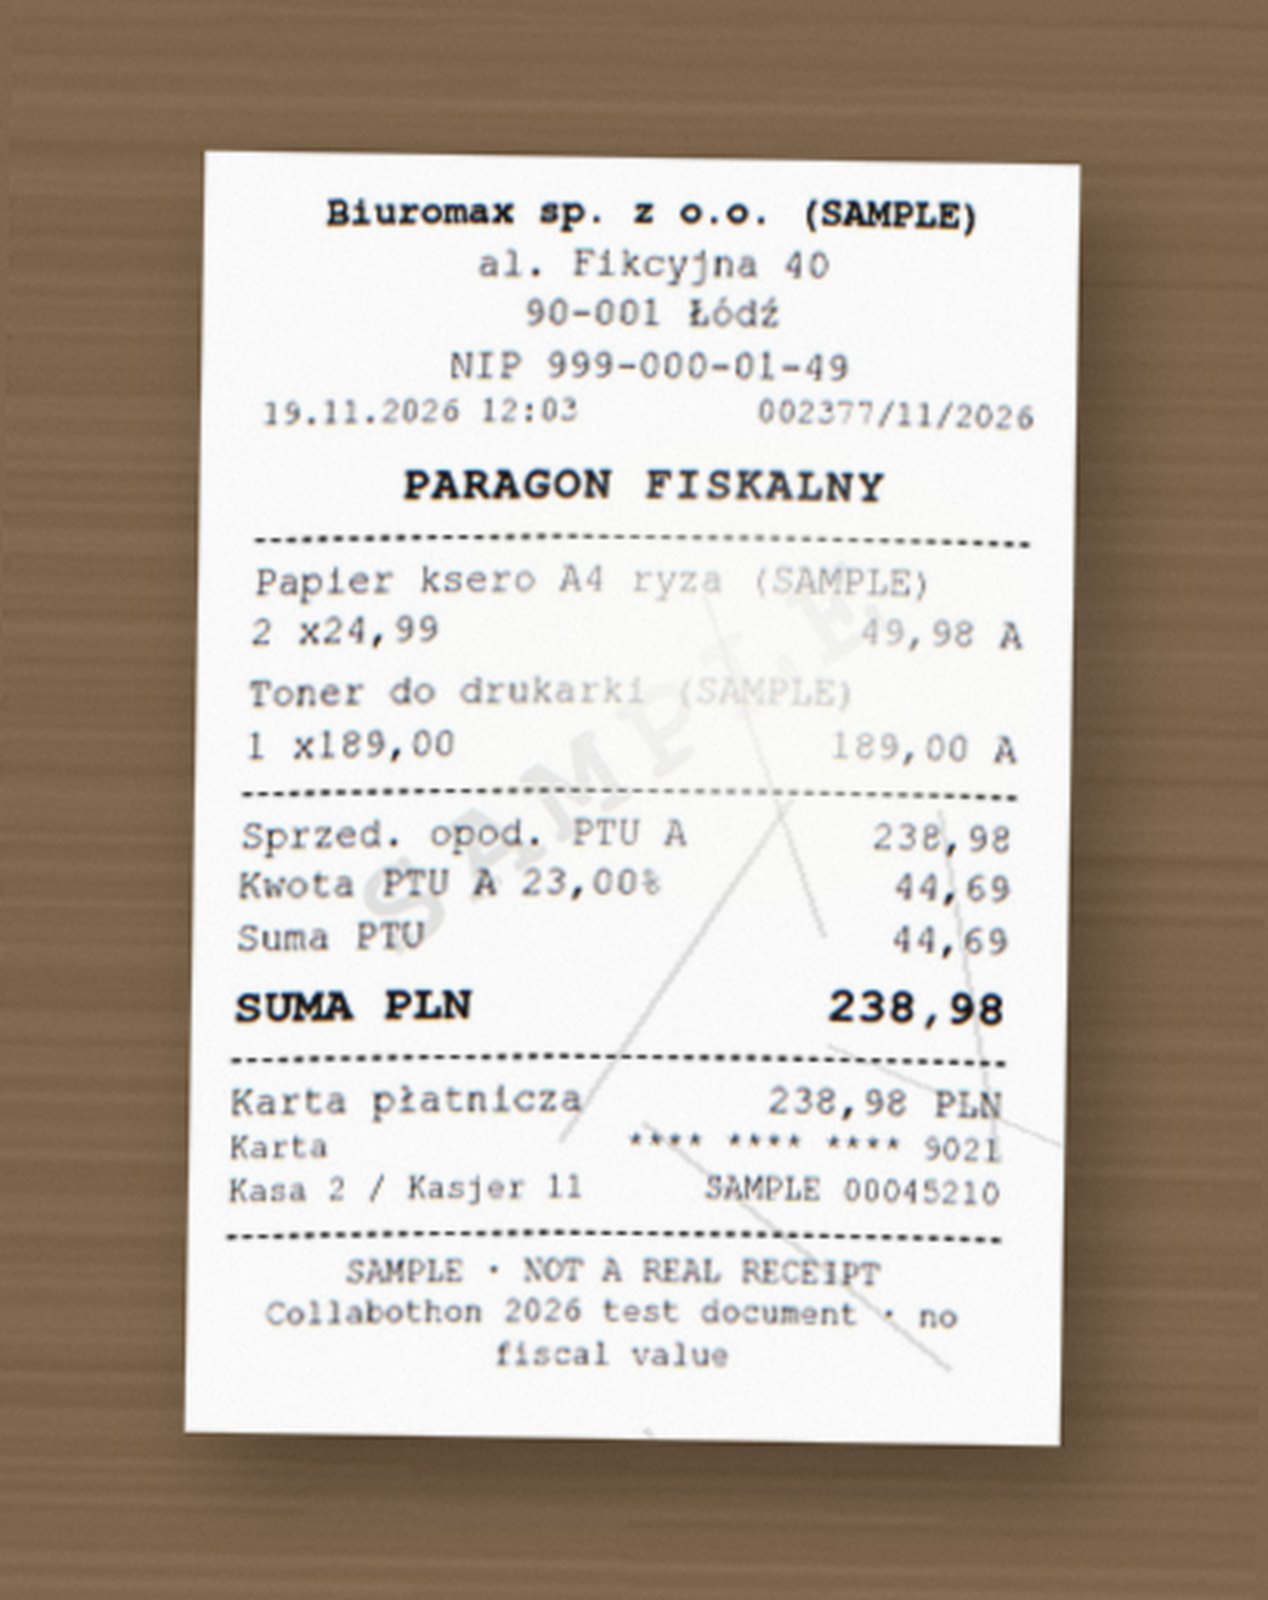 Biuromax sp. z o.o. (SAMPLE)
al. Fikcyjna 40
90-001 Łódź
NIP 999-000-01-49
19.11.2026 12:03 002377/11/2026
PARAGON FISKALNY
Papier ksero A4 ryza (SAMPLE)
2 x24,99 49,98 A
Toner do drukarki (SAMPLE)
1 x189,00 189,00 A
SAMPLE
Sprzed. opod. PTU A 238,98
Kwota PTU A 23,00% 44,69
Suma PTU 44,69
SUMA PLN 238,98
Karta płatnicza 238,98 PLN
Karta **** **** **** 9021
Kasa 2 / Kasjer 11 SAMPLE 00045210
SAMPLE · NOT A REAL RECEIPT
Collabothon 2026 test document · no
fiscal value